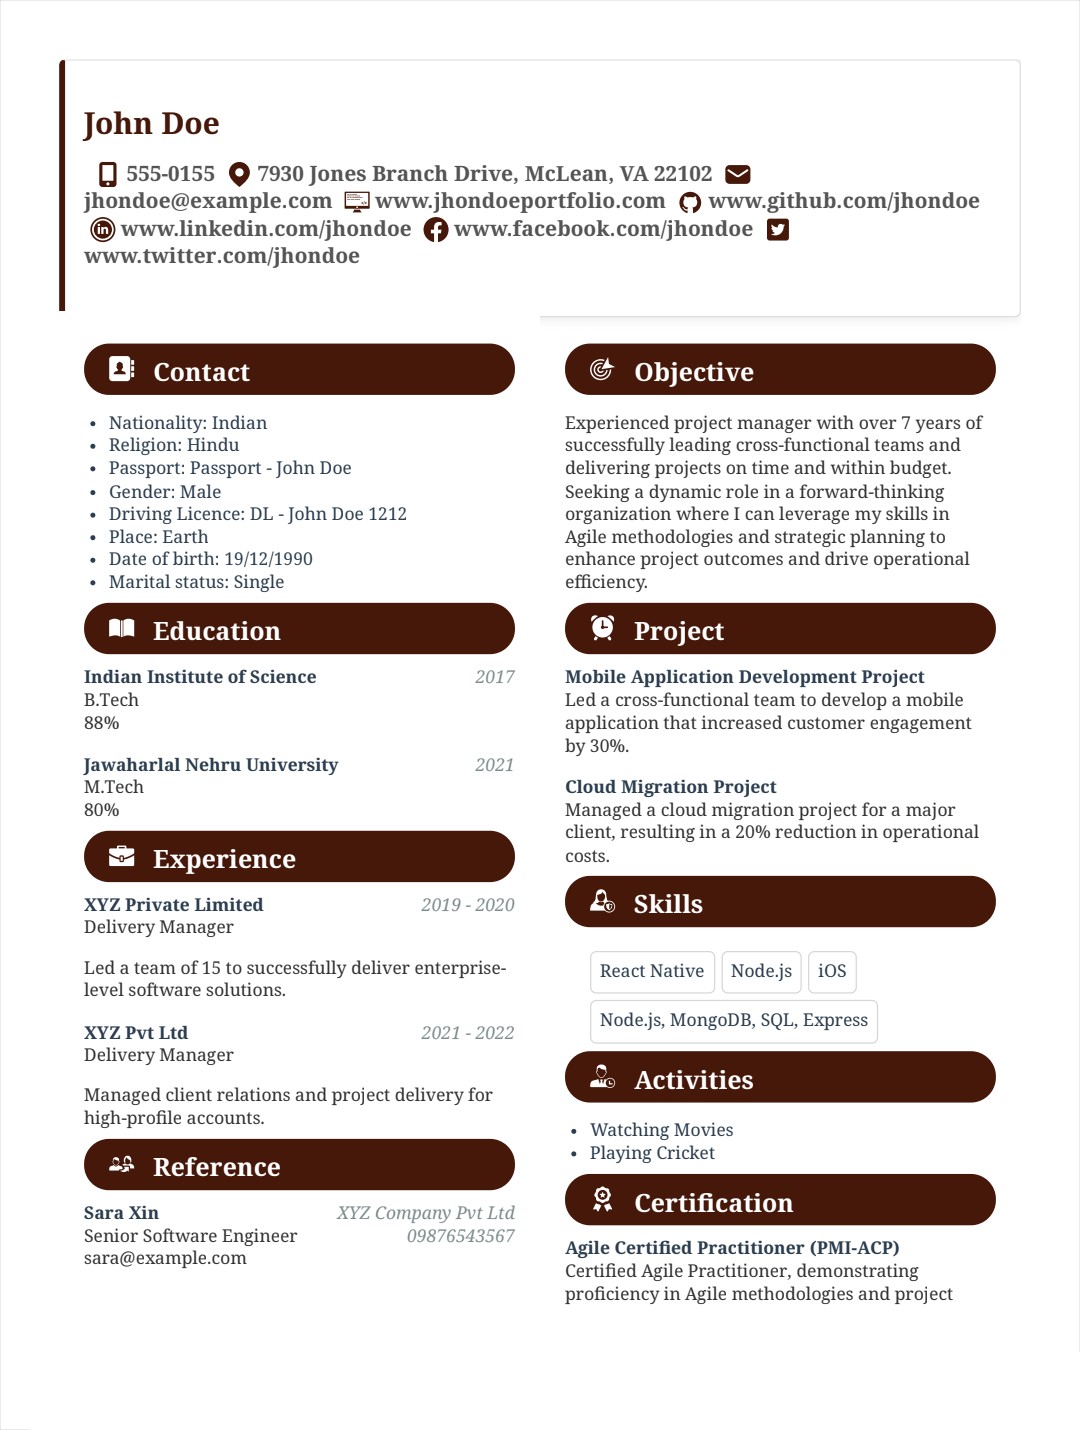 John Doe
555-0155 7930 Jones Branch Drive, McLean, VA 22102
jhondoe@example.com www.jhondoeportfolio.com www.github.com/jhondoe
www.linkedin.com/jhondoe www.facebook.com/jhondoe
www.twitter.com/jhondoe
Contact
• Nationality: Indian
• Religion: Hindu
• Passport: Passport - John Doe
• Gender: Male
• Driving Licence: DL - John Doe 1212
• Place: Earth
• Date of birth: 19/12/1990
• Marital status: Single
Education
Indian Institute of Science 2017
B.Tech
88%
Jawaharlal Nehru University 2021
M.Tech
80%
Experience
XYZ Private Limited 2019 - 2020
Delivery Manager
Led a team of 15 to successfully deliver enterprise-
level software solutions.
XYZ Pvt Ltd 2021 - 2022
Delivery Manager
Managed client relations and project delivery for
high-profile accounts.
Reference
Sara Xin XYZ Company Pvt Ltd
Senior Software Engineer 09876543567
sara@example.com
Objective
Experienced project manager with over 7 years of
successfully leading cross-functional teams and
delivering projects on time and within budget.
Seeking a dynamic role in a forward-thinking
organization where I can leverage my skills in
Agile methodologies and strategic planning to
enhance project outcomes and drive operational
efficiency.
Project
Mobile Application Development Project
Led a cross-functional team to develop a mobile
application that increased customer engagement
by 30%.
Cloud Migration Project
Managed a cloud migration project for a major
client, resulting in a 20% reduction in operational
costs.
Skills
React Native Node.js iOS
Node.js, MongoDB, SQL, Express
Activities
• Watching Movies
• Playing Cricket
Certification
Agile Certified Practitioner (PMI-ACP)
Certified Agile Practitioner, demonstrating
proficiency in Agile methodologies and project